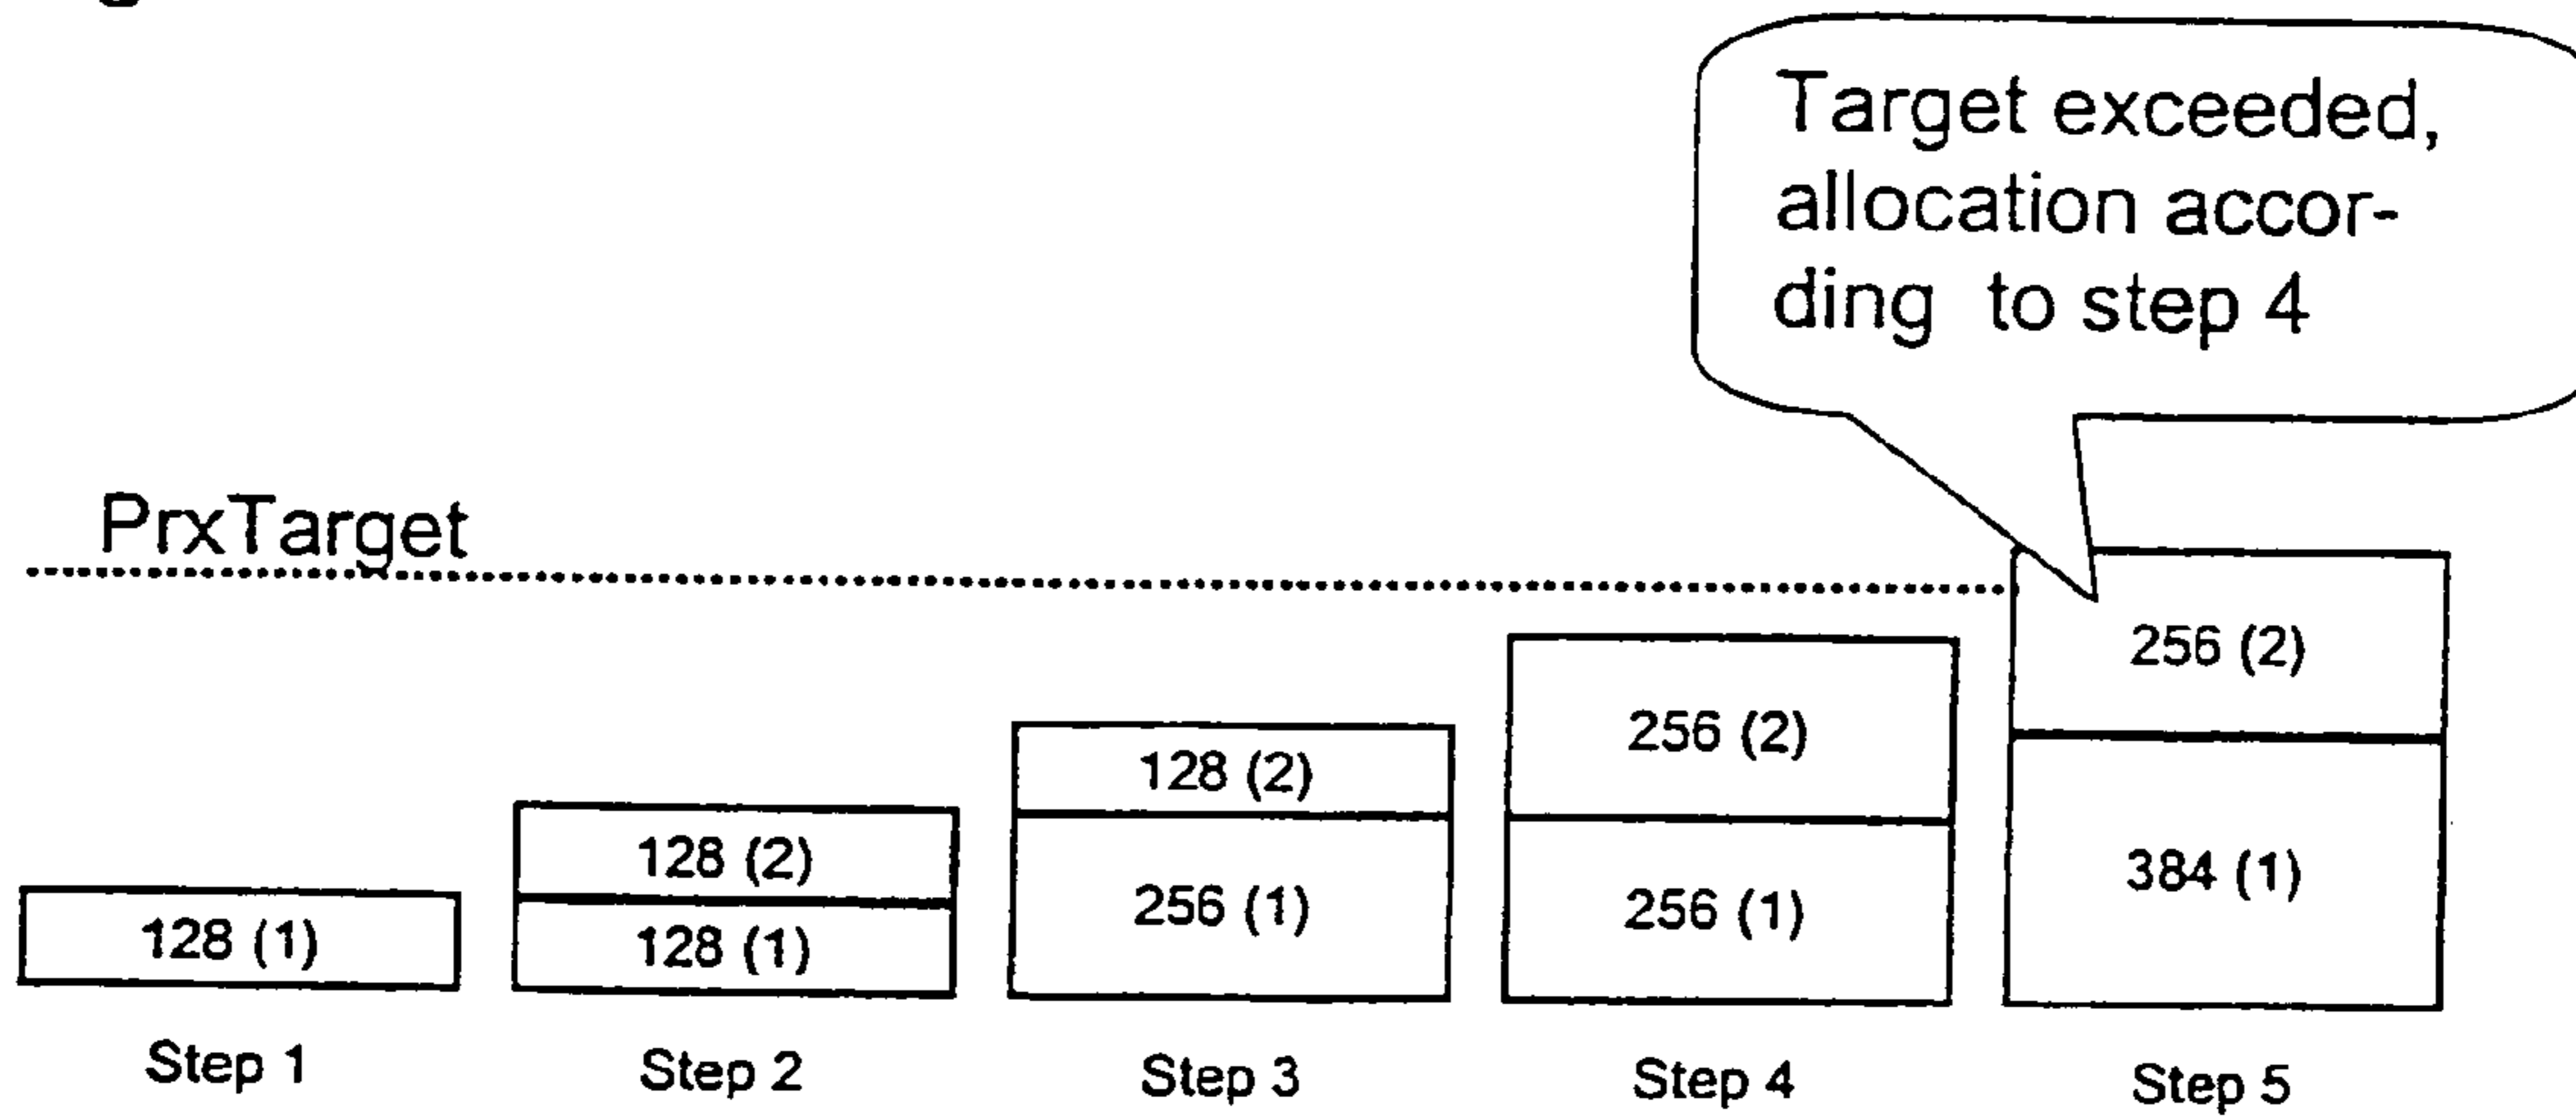 Target exceeded,
allocation accor-
ding to step 4
PrxTarget
256 (2)
256 (2)
128 (2)
384 (1)
128 (2)
256 (1)
256 (1)
128 (1)
128 (1)
Step 1
Step 2
Step 3
Step 4
Step 5